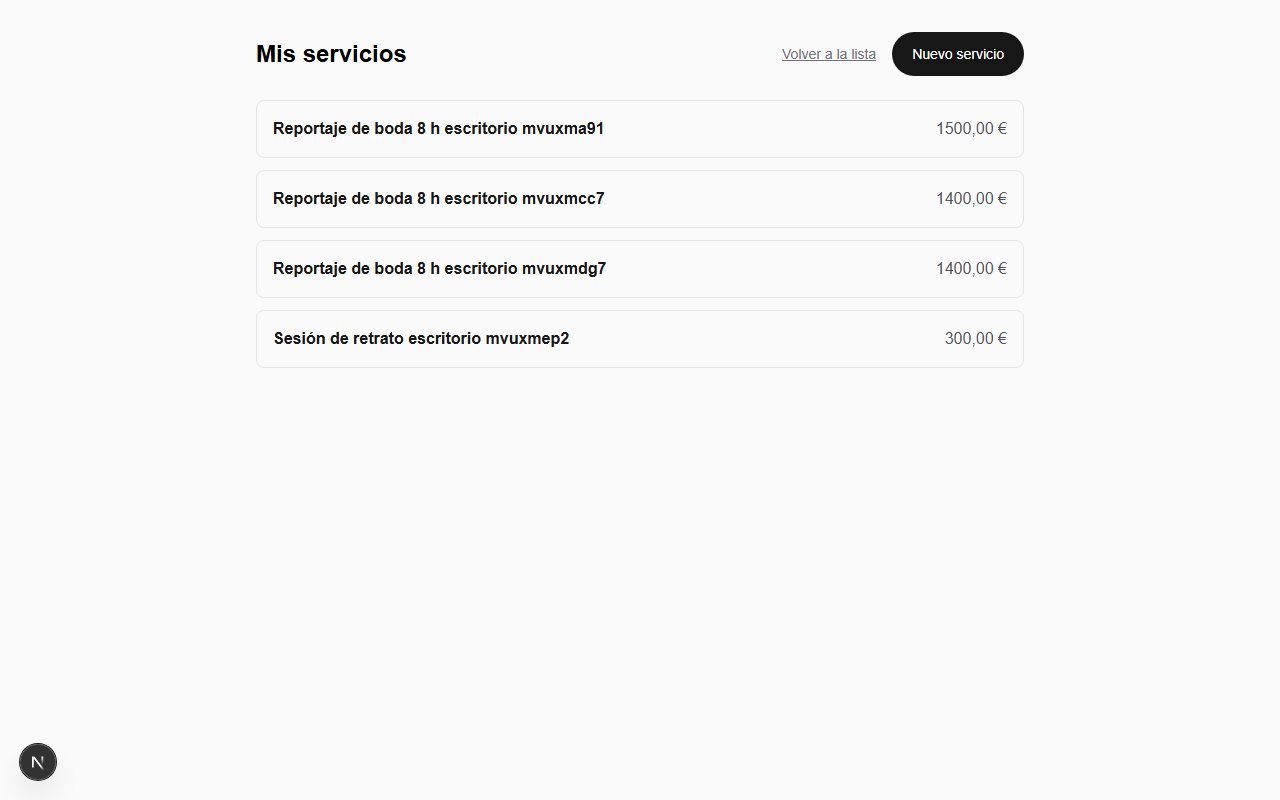 Mis servicios
Volver a la lista
Nuevo servicio
Reportaje de boda 8 h escritorio mvuxma91
1500,00 €
Reportaje de boda 8 h escritorio mvuxmcc7
1400,00 €
Reportaje de boda 8 h escritorio mvuxmdg7
1400,00 €
Sesión de retrato escritorio mvuxmep2
300,00 €
N